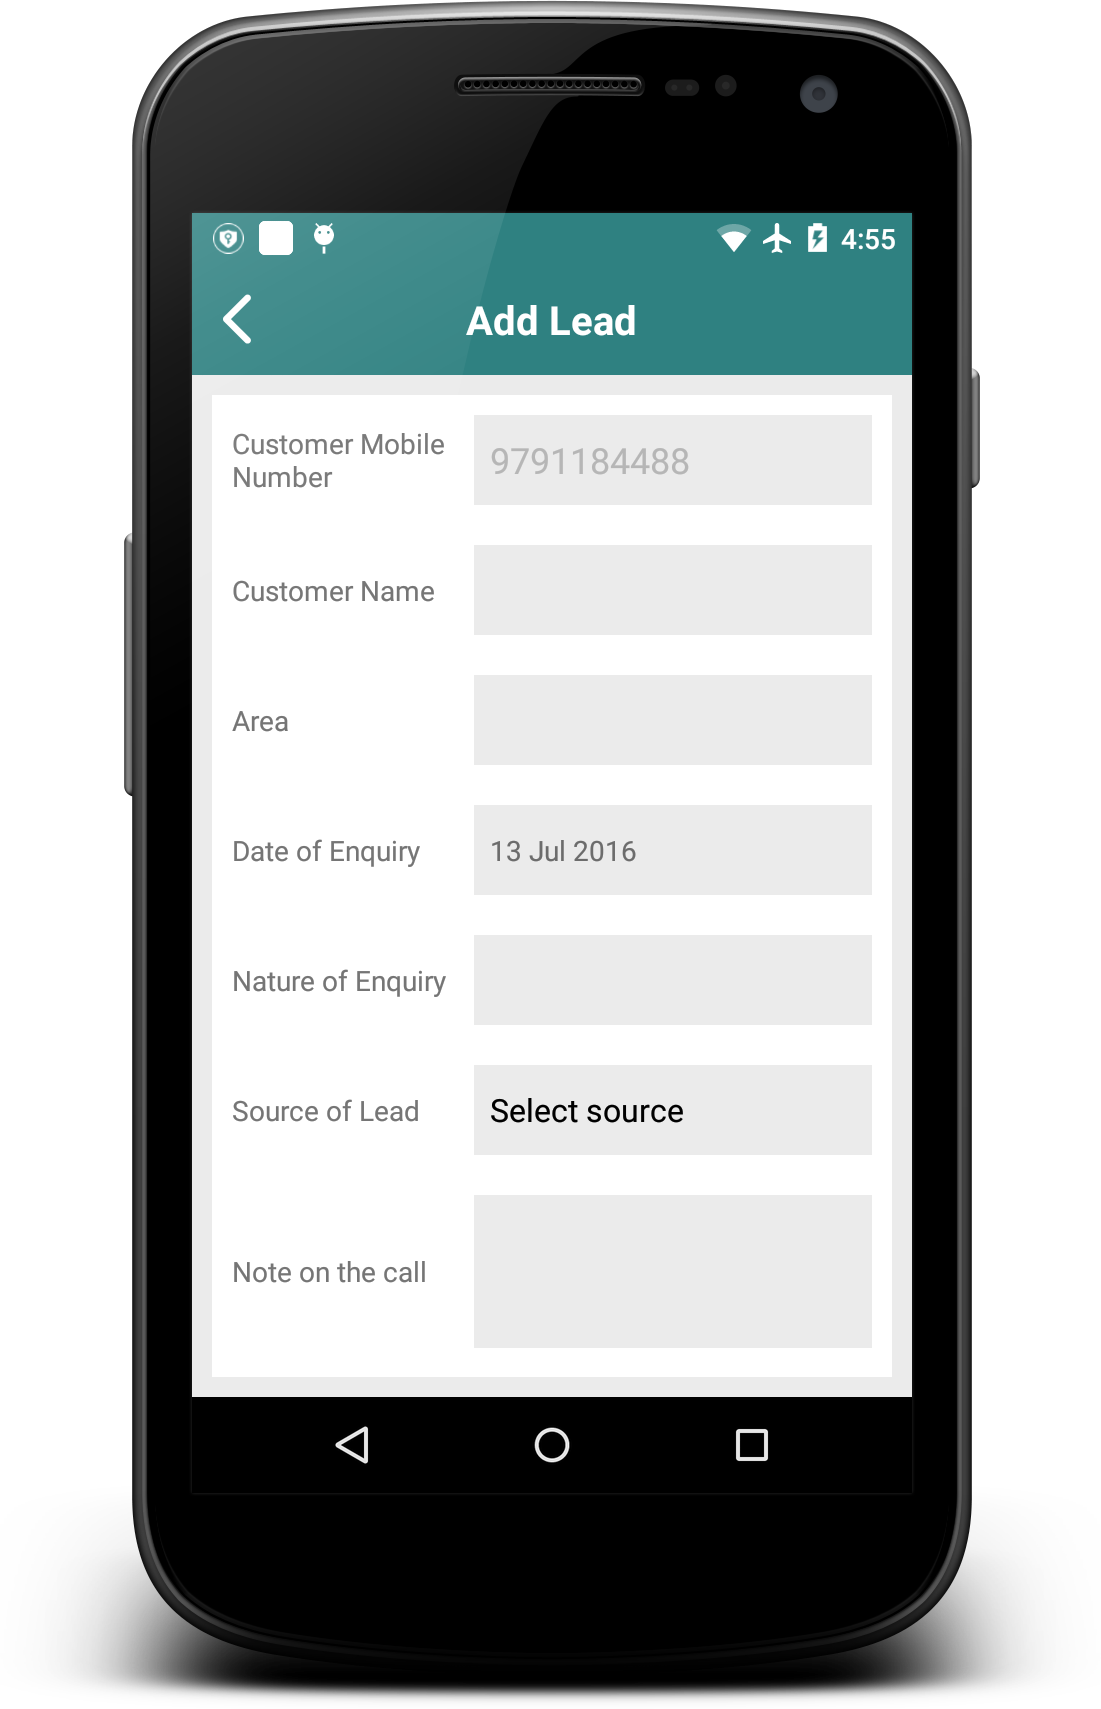 4:55
Add Lead
Customer Mobile
Number
9791184488
Customer Name
Area
Date of Enquiry
13 Jul 2016
Nature of Enquiry
Source of Lead
Select source
Note on the call